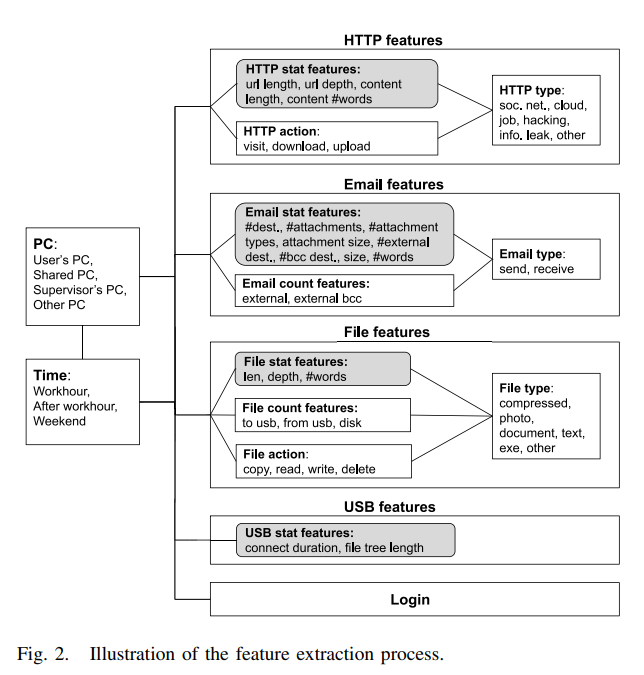 HTTP features
HTTP stat features:
url length, url depth, content
length, content #words
HTTP action:
visit, download, upload
HTTP type:
soc. net., cloud,
job, hacking,
info. leak, other
Email features
PC:
User's PC,
Shared PC,
Supervisor's PC,
Other PC
Email stat features:
#dest., #attachments, #attachment
types, attachment size, #external
dest., #bcc dest., size, #words
Email count features:
external, external bcc
Email type:
send, receive
File features
Time:
Workhour,
After workhour,
Weekend
File stat features:
len, depth, #words
File count features:
to usb, from usb, disk
File action:
copy, read, write, delete
File type:
compressed,
photo,
document, text,
exe, other
USB features
USB stat features:
connect duration, file tree length
Login
Fig. 2. Illustration of the feature extraction process.